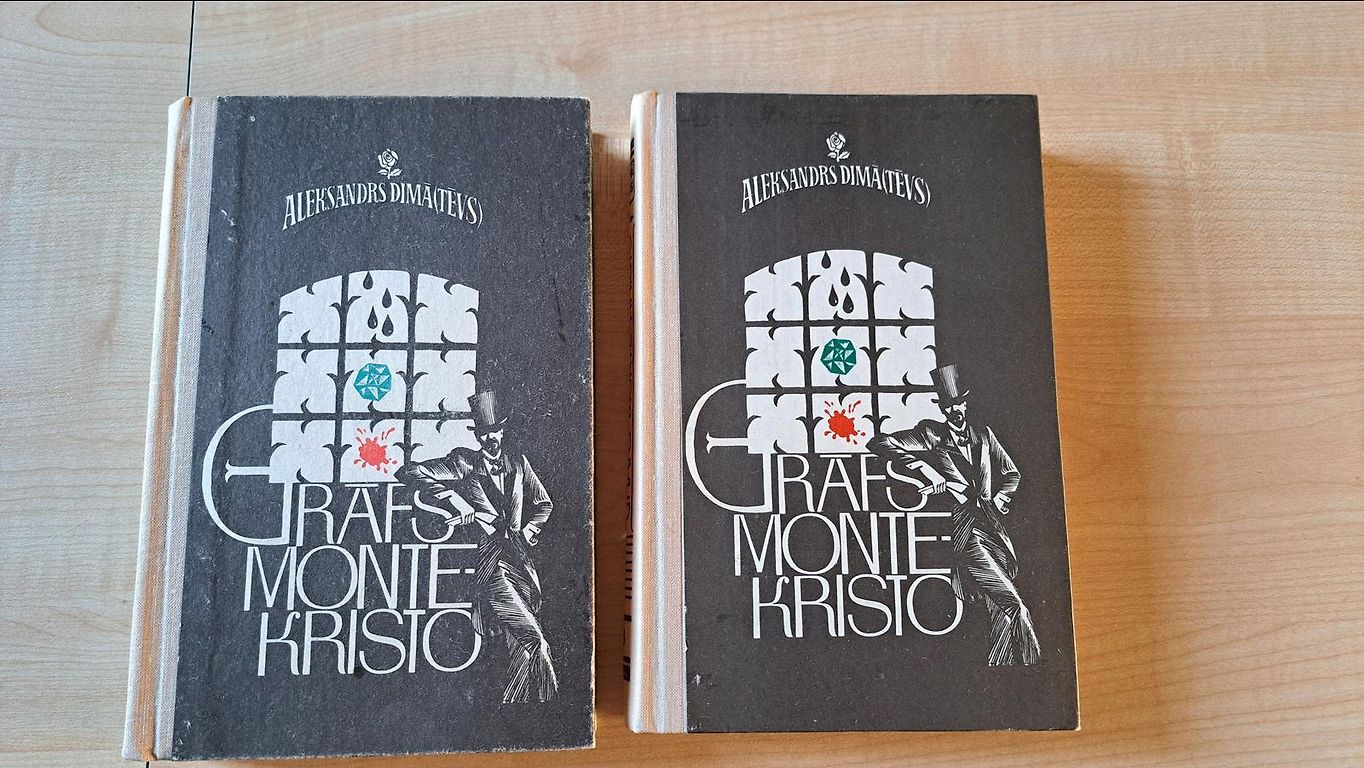 ALEKSANDRS DIMĀ(TĒVS)
GRĀFS
MONTE-
KRISTO
ALEKSANDRS DIMĀ(TĒVS)
GRĀFS
MONTE-
KRISTO